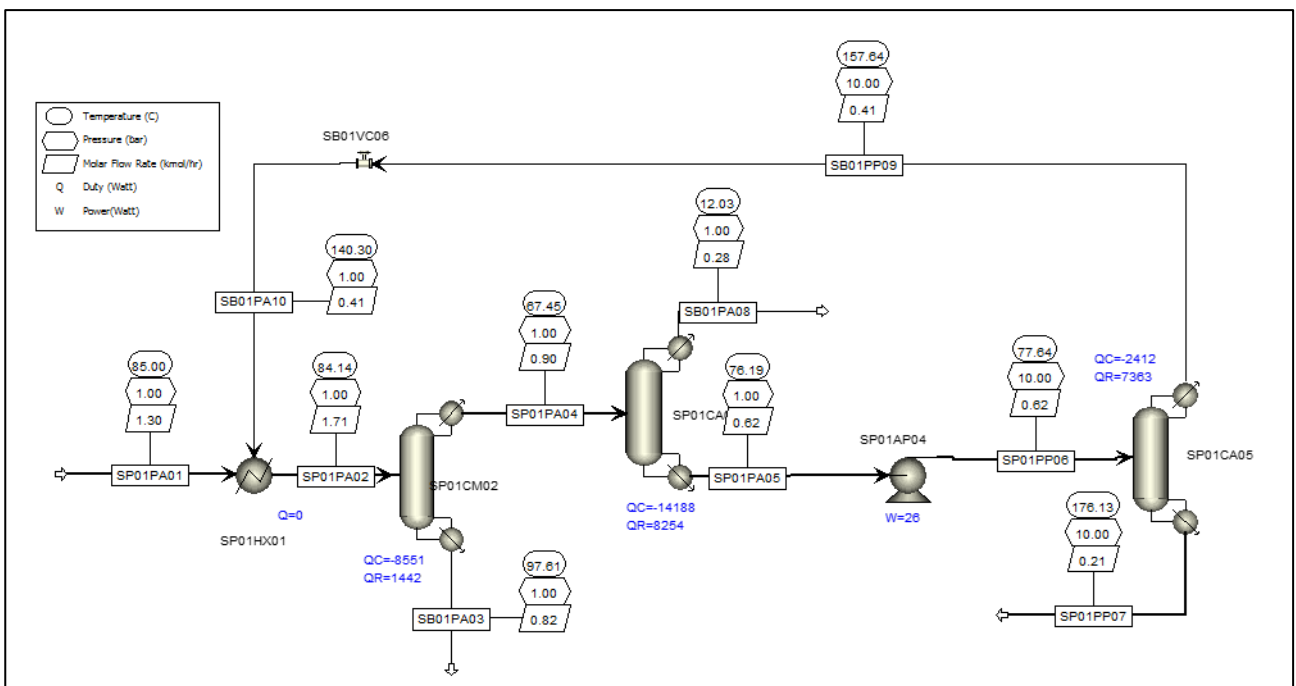 157.64
10.00
0.41
SB01PP09
Temperature (C)
Pressure (bar)
Molar Flow Rate (kmol/hr)
Q Duty (Watt)
W Power(Watt)
SB01VC06
12.03
1.00
0.28
SB01PA08
140.30
1.00
0.41
SB01PA10
67.45
1.00
0.90
SP01PA04
85.00
1.00
1.30
SP01PA01
84.14
1.00
1.71
SP01PA02
Q=0
SP01HX01
SP01CM02
QC=-8551
QR=1442
97.61
1.00
0.82
SB01PA03
76.19
1.00
0.62
SP01PA05
QC=-14188
QR=8254
SP01AP04
W=26
77.64
10.00
0.62
SP01PP06
QC=-2412
QR=7363
SP01CA05
176.13
10.00
0.21
SP01PP07